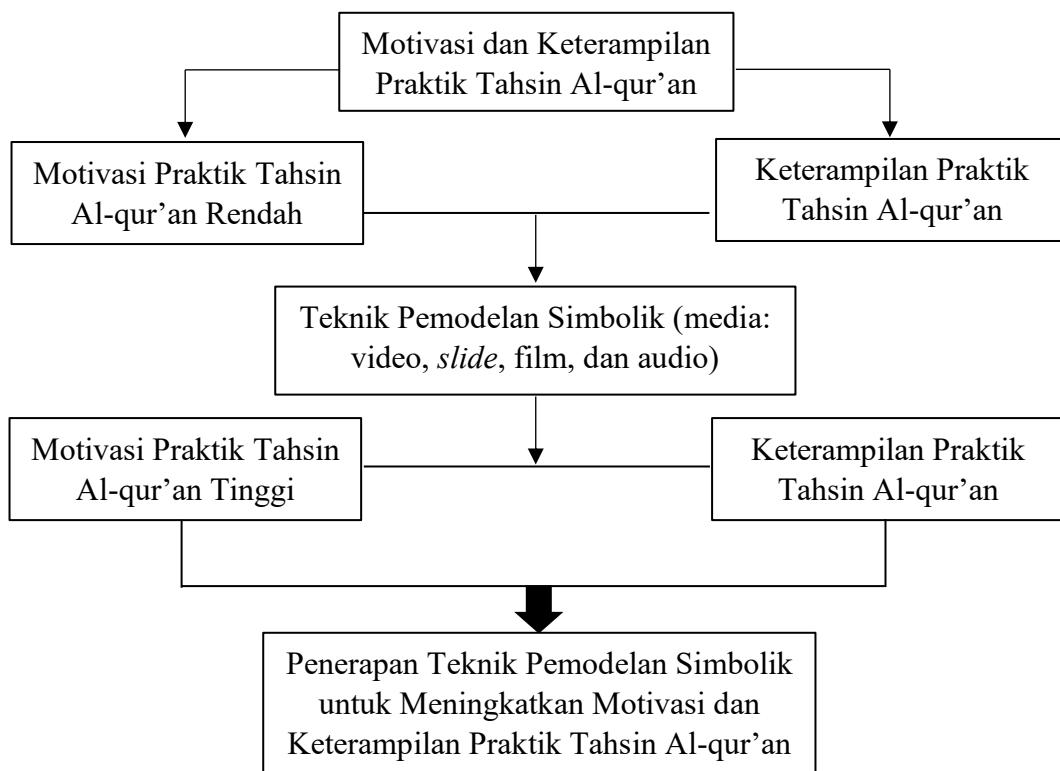 Motivasi dan Keterampilan
Praktik Tahsin Al-qur’an
Motivasi Praktik Tahsin
Al-qur’an Rendah
Keterampilan Praktik
Tahsin Al-qur’an
Teknik Pemodelan Simbolik (media:
video, slide, film, dan audio)
Motivasi Praktik Tahsin
Al-qur’an Tinggi
Keterampilan Praktik
Tahsin Al-qur’an
Penerapan Teknik Pemodelan Simbolik
untuk Meningkatkan Motivasi dan
Keterampilan Praktik Tahsin Al-qur’an